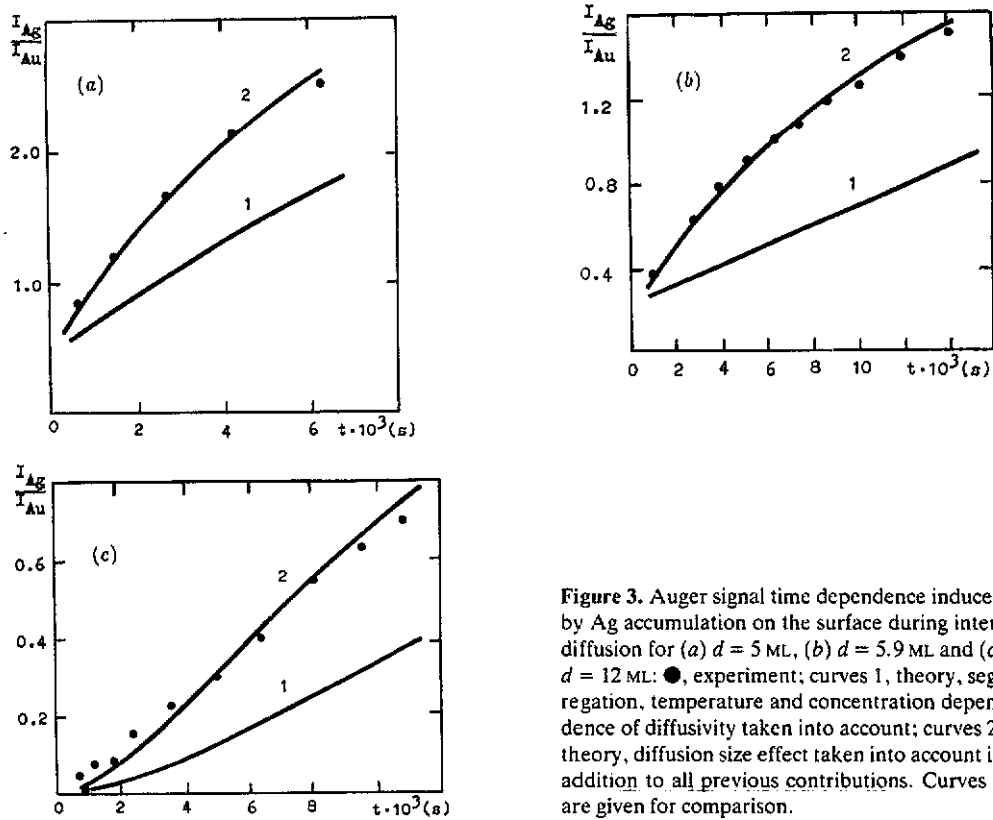 I_Ag
I_Au
(a)
2
2.0
1
1.0
0 2 4 6 t·10³(s)
I_Ag
I_Au
(b)
2
1.2
1
0.8
0.4
0 2 4 6 8 10 t·10³(s)
I_Ag
I_Au
(c)
0.6
2
0.4
1
0.2
0 2 4 6 8 t·10³(s)
Figure 3. Auger signal time dependence induce
by Ag accumulation on the surface during inter
diffusion for (a) d = 5 ML, (b) d = 5.9 ML and (c
d = 12 ML: ●, experiment; curves 1, theory, seg
regation, temperature and concentration depen
dence of diffusivity taken into account; curves 2
theory, diffusion size effect taken into account i
addition to all previous contributions. Curves
are given for comparison.